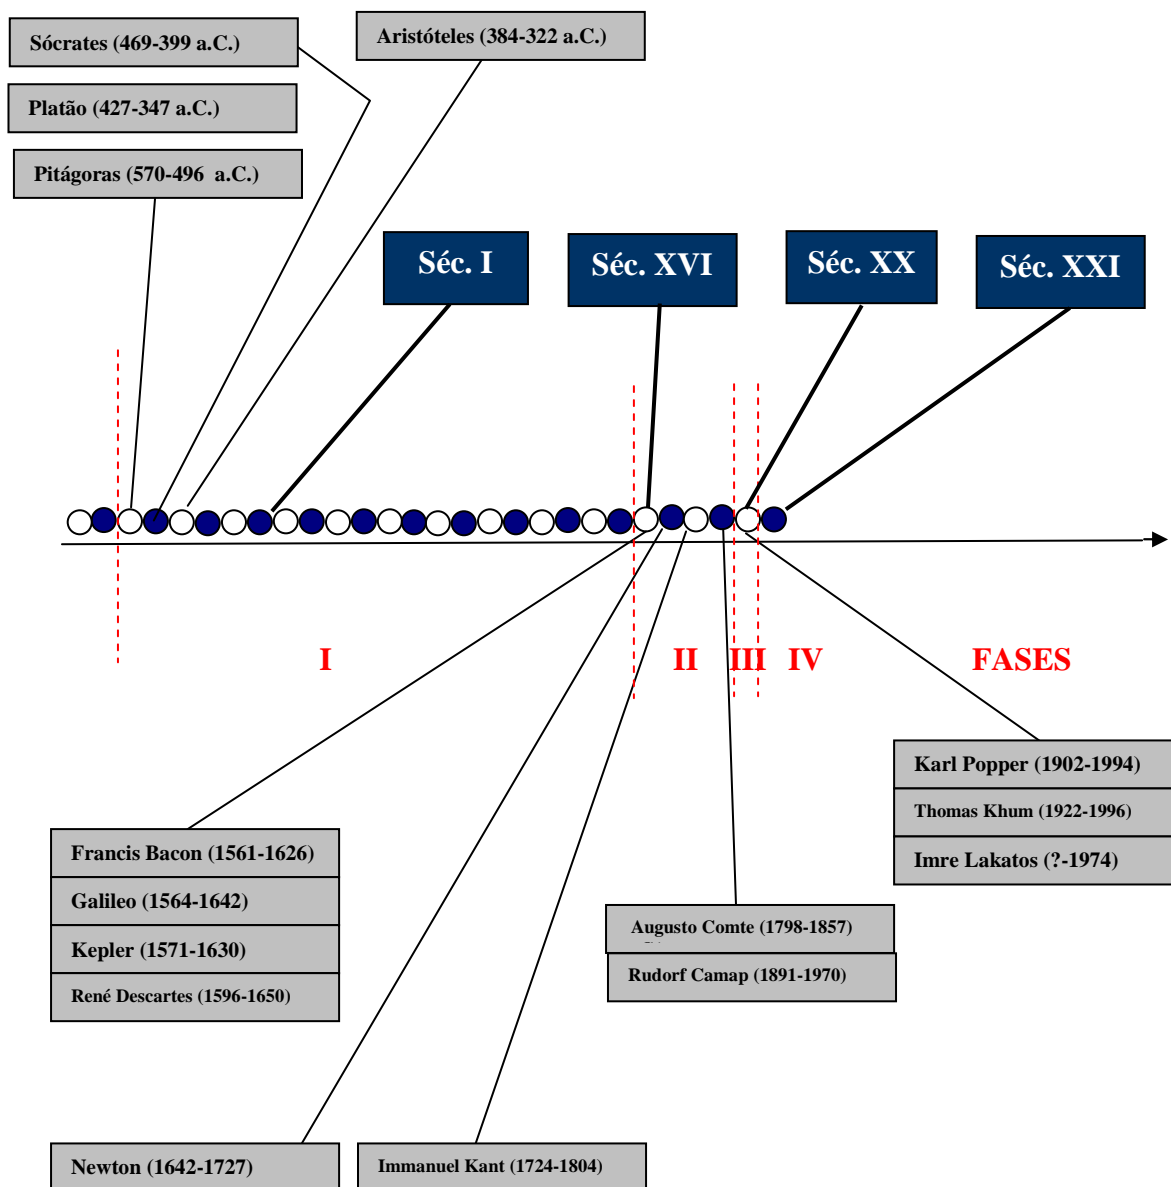 Sócrates (469-399 a.C.)
Aristóteles (384-322 a.C.)
Platão (427-347 a.C.)
Pitágoras (570-496 a.C.)
Séc. I
Séc. XVI
Séc. XX
Séc. XXI
I
II
III
IV
FASES
Karl Popper (1902-1994)
Thomas Khum (1922-1996)
Imre Lakatos (?-1974)
Francis Bacon (1561-1626)
Galileo (1564-1642)
Kepler (1571-1630)
René Descartes (1596-1650)
Augusto Comte (1798-1857)
Rudorf Camap (1891-1970)
Newton (1642-1727)
Immanuel Kant (1724-1804)